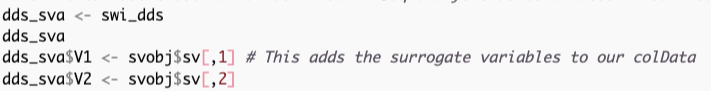 dds_sva <- swi_dds
dds_sva
dds_sva$V1 <- svobj$sv[,1] # This adds the surrogate variables to our colData
dds_sva$V2 <- svobj$sv[,2]